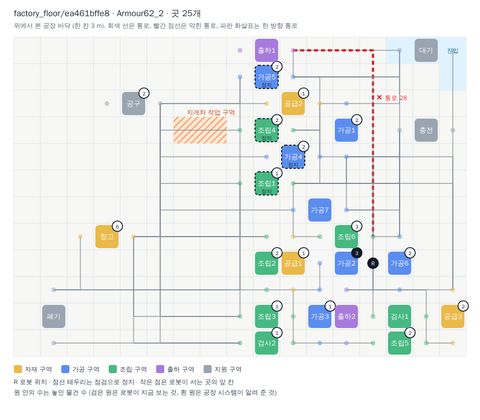 factory_floor/ea461bffe8 · Armour62_2 · 곳 25개
위에서 본 공장 바닥 (한 칸 3 m), 회색 선은 통로, 빨간 점선은 막힌 통로, 파란 화살표는 한 방향 통로
출하1 대기 진입
가공5 2
✕ 통로 28
공구 2 공급2 1
지게차 작업 구역
조립4 2 가공1 2 충전
가공4 2
조립1 1
가공7
창고 6 조립6 3
조립2 2 공급1 1 가공2 3 R 가공6 2
폐기 조립3 1 가공3 1 출하2 검사1 공급3 2
검사2 1 조립5 2
자재 구역 가공 구역 조립 구역 출하 구역 지원 구역
R 로봇 위치 · 점선 테두리는 점검으로 정지 · 작은 점은 로봇이 서는 곳의 앞 칸
원 안의 수는 놓인 물건 수 (검은 원은 로봇이 지금 보는 것, 흰 원은 공장 시스템이 알려 준 것)